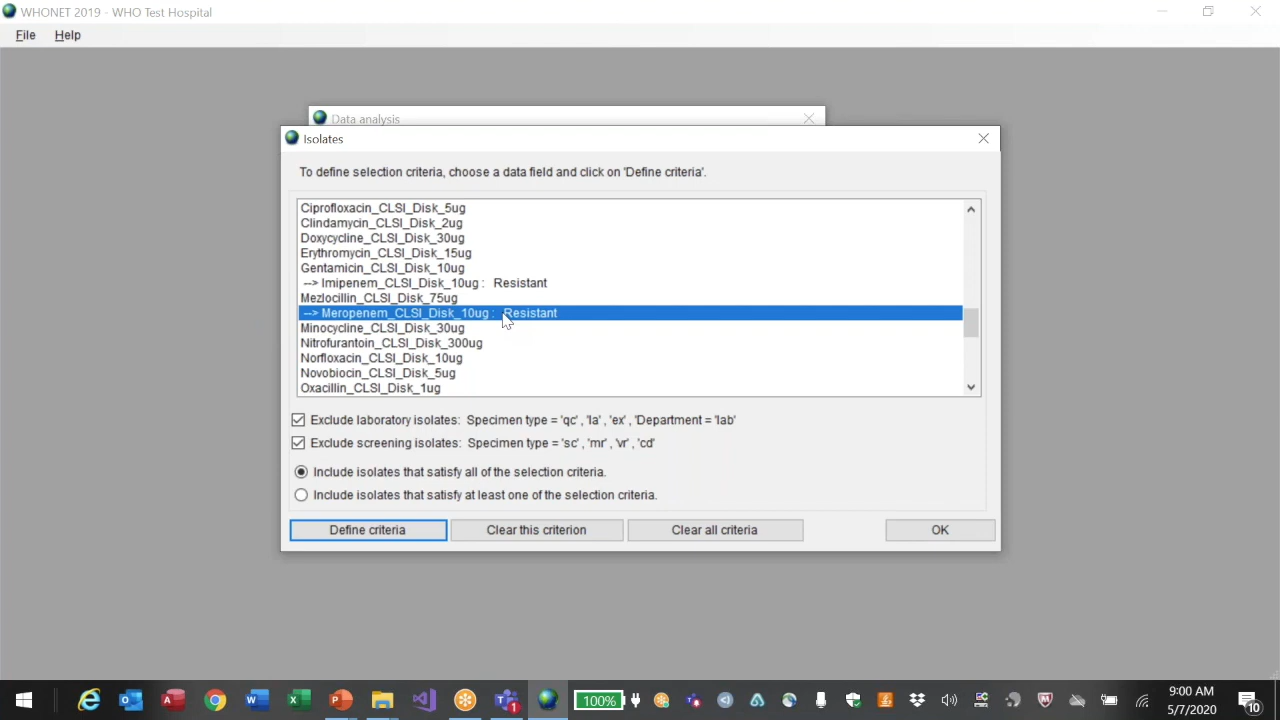 WHONET 2019 - WHO Test Hospital
File Help
Data analysis
Isolates
To define selection criteria, choose a data field and click on 'Define criteria'.
Ciprofloxacin_CLSI_Disk_5ug
Clindamycin_CLSI_Disk_2ug
Doxycycline_CLSI_Disk_30ug
Erythromycin_CLSI_Disk_15ug
Gentamicin_CLSI_Disk_10ug
--> Imipenem_CLSI_Disk_10ug : Resistant
Mezlocillin_CLSI_Disk_75ug
--> Meropenem_CLSI_Disk_10ug : Resistant
Minocycline_CLSI_Disk_30ug
Nitrofurantoin_CLSI_Disk_300ug
Norfloxacin_CLSI_Disk_10ug
Novobiocin_CLSI_Disk_5ug
Oxacillin_CLSI_Disk_1ug
Exclude laboratory isolates: Specimen type = 'qc' , 'la' , 'ex' , 'Department = 'lab'
Exclude screening isolates: Specimen type = 'sc' , 'mr' , 'vr' , 'cd'
Include isolates that satisfy all of the selection criteria.
Include isolates that satisfy at least one of the selection criteria.
Define criteria Clear this criterion Clear all criteria OK
100%
9:00 AM
5/7/2020
10
1